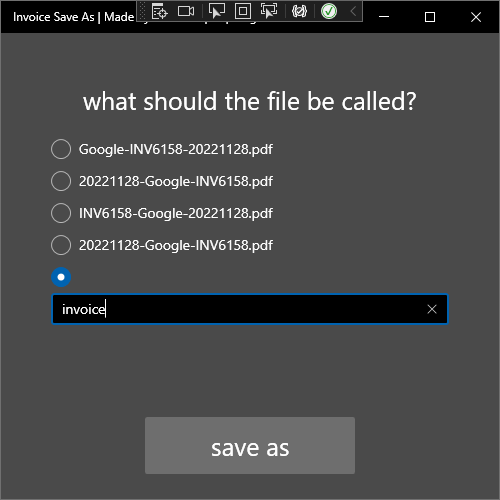 Invoice Save As | Made
what should the file be called?
Google-INV6158-20221128.pdf
20221128-Google-INV6158.pdf
INV6158-Google-20221128.pdf
20221128-Google-INV6158.pdf
invoice
save as